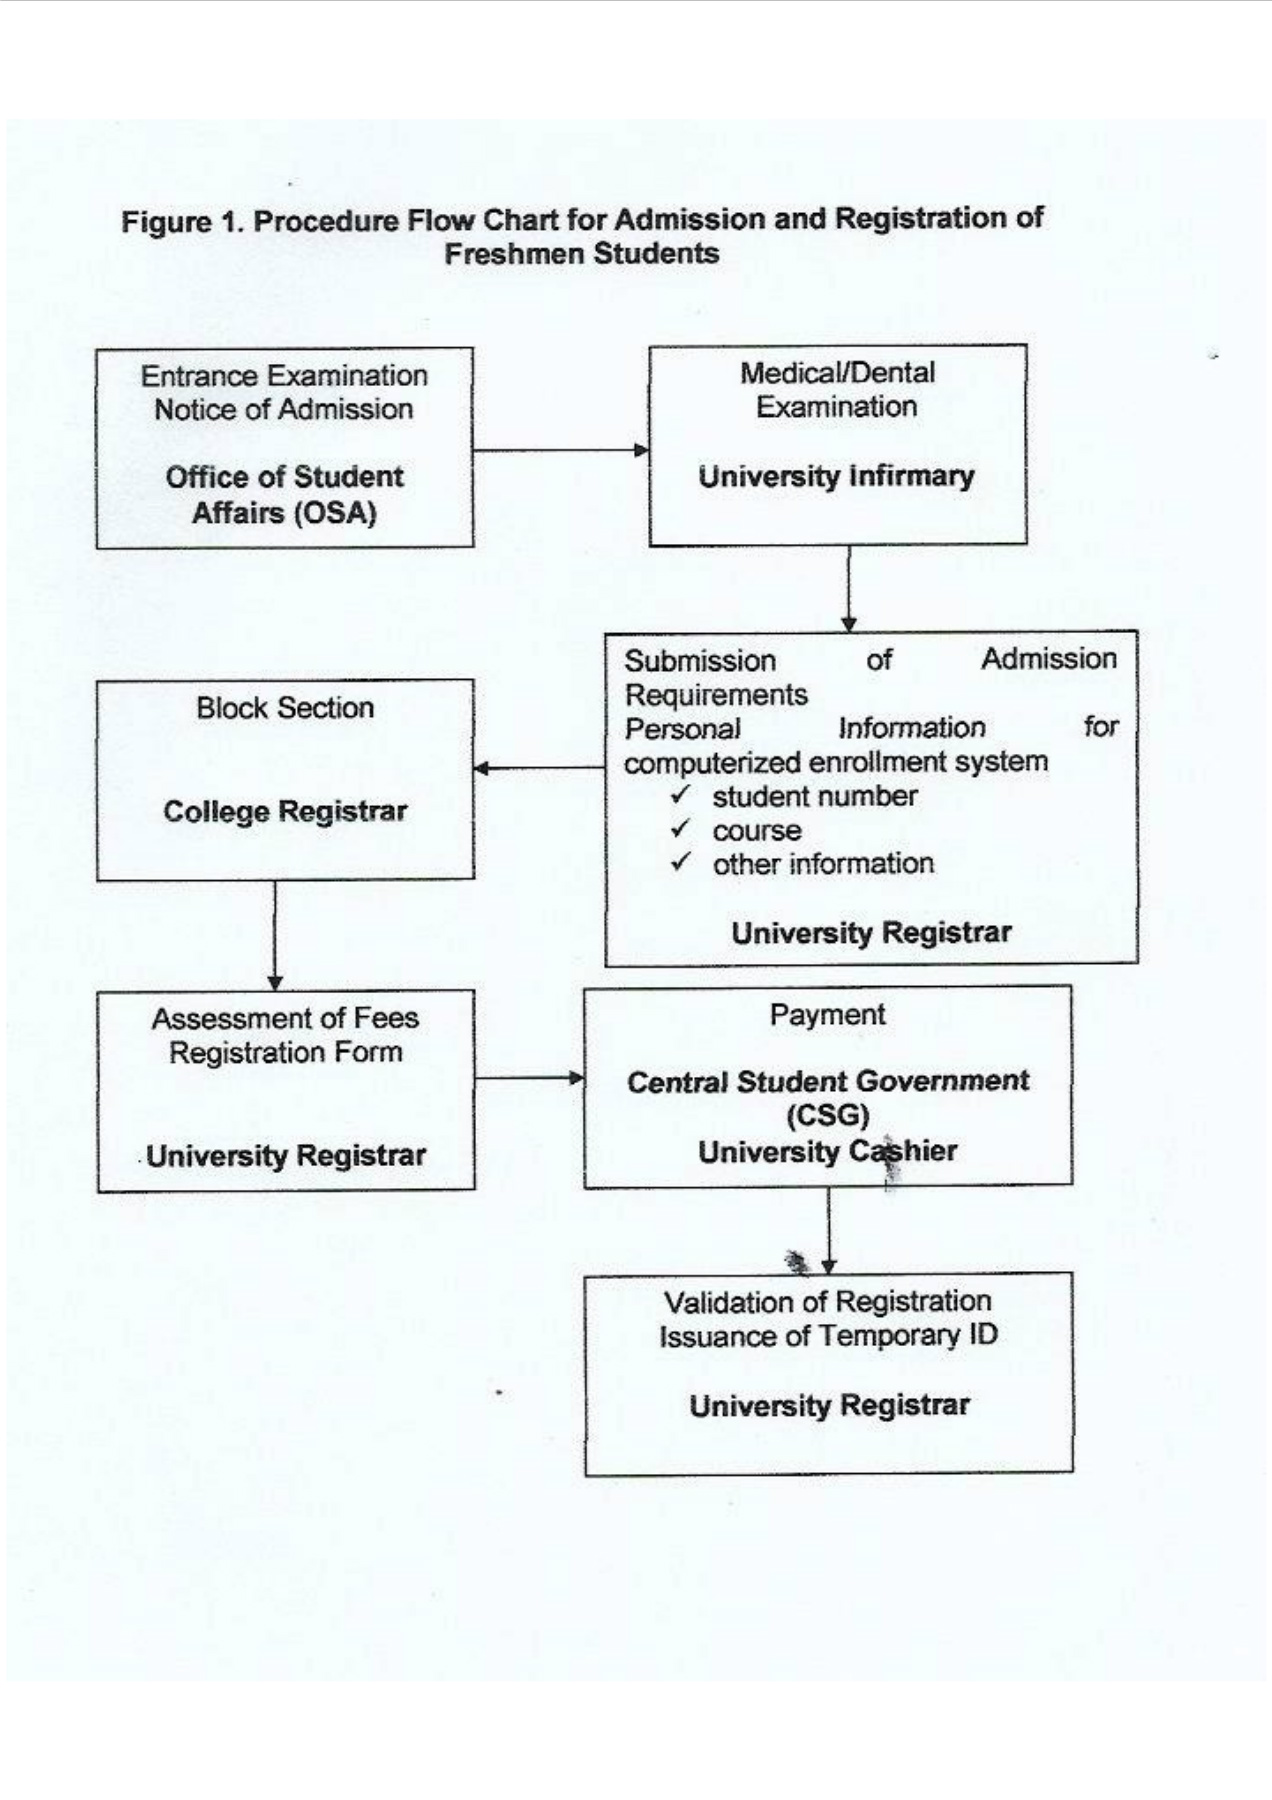 Figure 1. Procedure Flow Chart for Admission and Registration of
Freshmen Students
Entrance Examination
Notice of Admission
Office of Student
Affairs (OSA)
Medical/Dental
Examination
University Infirmary
Submission of Admission
Requirements
Personal Information for
computerized enrollment system
✓ student number
✓ course
✓ other information
University Registrar
Block Section
College Registrar
Assessment of Fees
Registration Form
University Registrar
Payment
Central Student Government
(CSG)
University Cashier
Validation of Registration
Issuance of Temporary ID
University Registrar